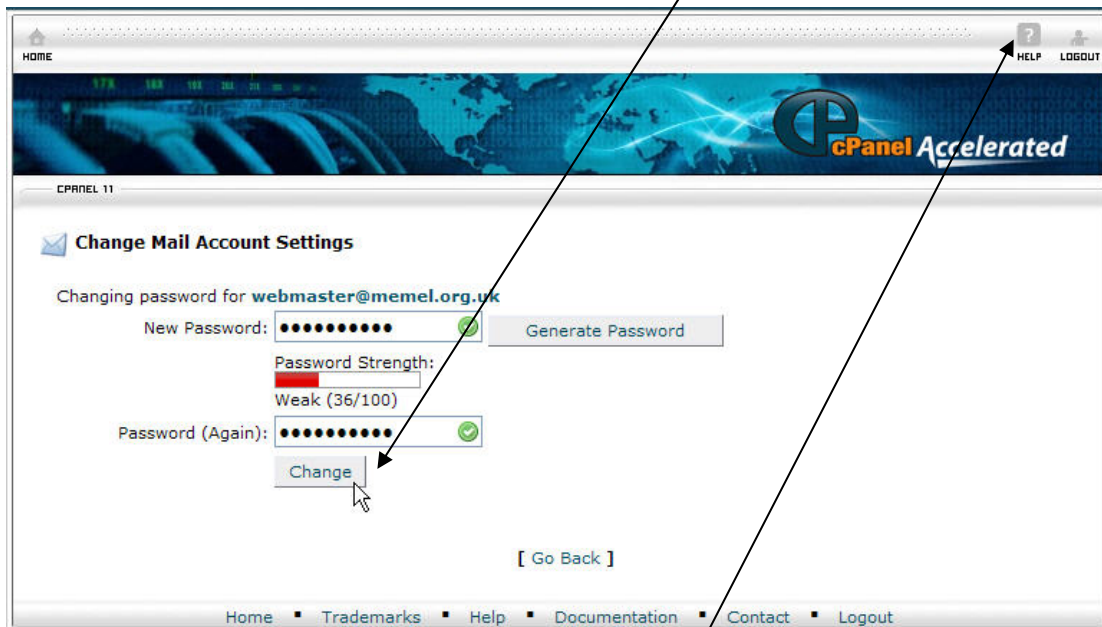 HOME
HELP LOGOUT
cPanel Accelerated
CPANEL 11
Change Mail Account Settings
Changing password for webmaster@memel.org.uk
New Password: ●●●●●●●●●● Generate Password
Password Strength:
Weak (36/100)
Password (Again): ●●●●●●●●●●
Change
[ Go Back ]
Home ▪ Trademarks ▪ Help ▪ Documentation ▪ Contact ▪ Logout